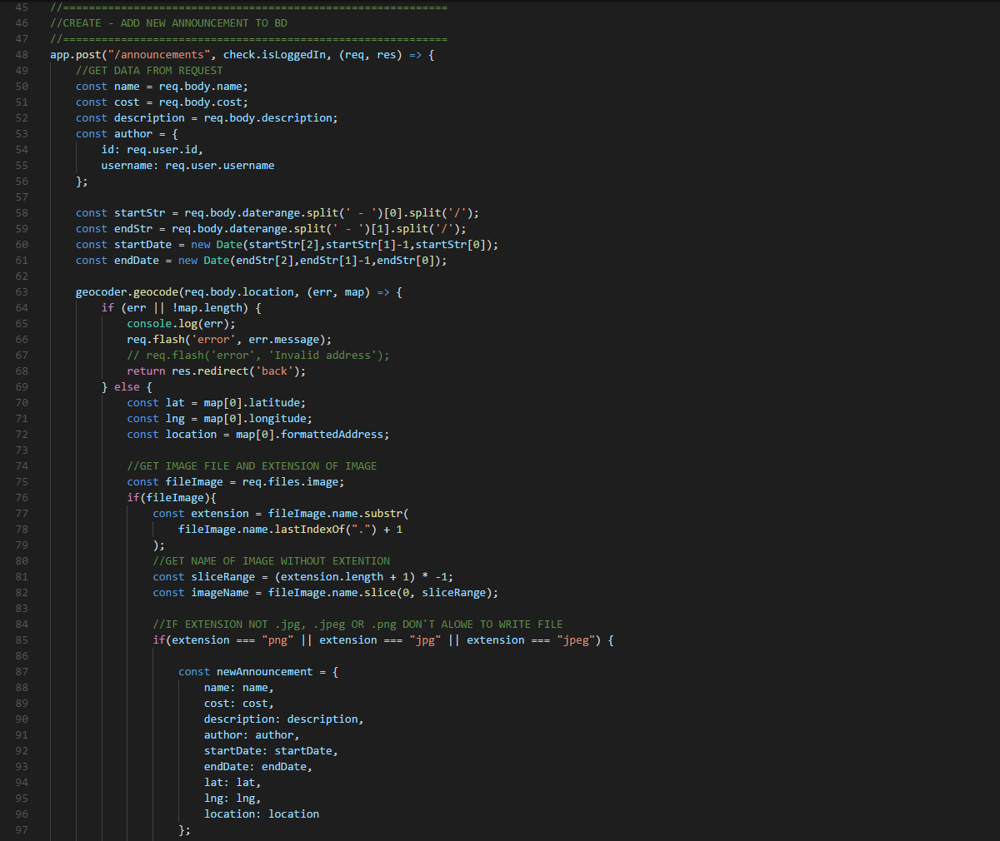 45 //============================================================
46 //CREATE - ADD NEW ANNOUNCEMENT TO BD
47 //============================================================
48 app.post("/announcements", check.isLoggedIn, (req, res) => {
49     //GET DATA FROM REQUEST
50     const name = req.body.name;
51     const cost = req.body.cost;
52     const description = req.body.description;
53     const author = {
54         id: req.user.id,
55         username: req.user.username
56     };
57
58     const startStr = req.body.daterange.split(' - ')[0].split('/');
59     const endStr = req.body.daterange.split(' - ')[1].split('/');
60     const startDate = new Date(startStr[2],startStr[1]-1,startStr[0]);
61     const endDate = new Date(endStr[2],endStr[1]-1,endStr[0]);
62
63     geocoder.geocode(req.body.location, (err, map) => {
64         if (err || !map.length) {
65             console.log(err);
66             req.flash('error', err.message);
67             // req.flash('error', 'Invalid address');
68             return res.redirect('back');
69         } else {
70             const lat = map[0].latitude;
71             const lng = map[0].longitude;
72             const location = map[0].formattedAddress;
73
74             //GET IMAGE FILE AND EXTENSION OF IMAGE
75             const fileImage = req.files.image;
76             if(fileImage){
77                 const extension = fileImage.name.substr(
78                     fileImage.name.lastIndexOf(".") + 1
79                 );
80                 //GET NAME OF IMAGE WITHOUT EXTENTION
81                 const sliceRange = (extension.length + 1) * -1;
82                 const imageName = fileImage.name.slice(0, sliceRange);
83
84                 //IF EXTENSION NOT .jpg, .jpeg OR .png DON'T ALOWE TO WRITE FILE
85                 if(extension === "png" || extension === "jpg" || extension === "jpeg") {
86
87                     const newAnnouncement = {
88                         name: name,
89                         cost: cost,
90                         description: description,
91                         author: author,
92                         startDate: startDate,
93                         endDate: endDate,
94                         lat: lat,
95                         lng: lng,
96                         location: location
97                     };